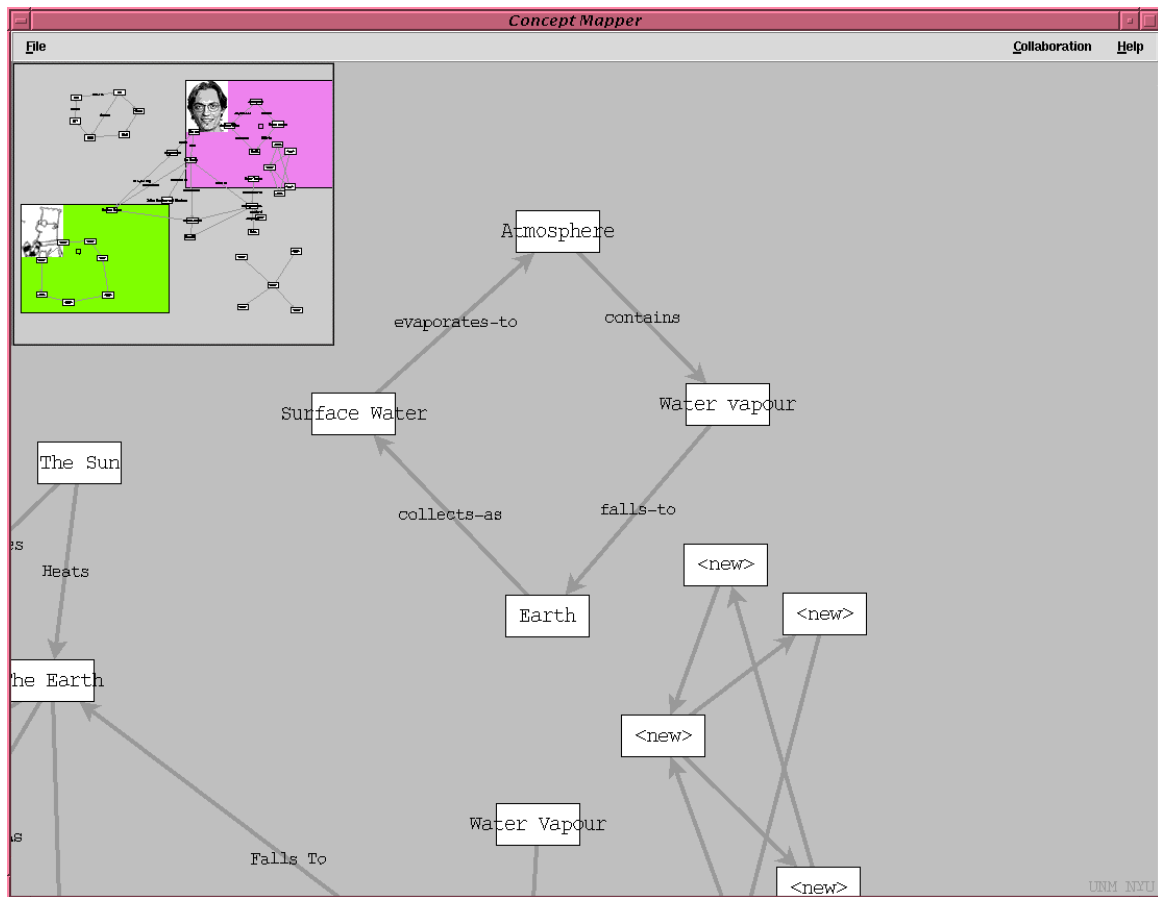 Concept Mapper
File Collaboration Help
Atmosphere
evaporates-to
contains
Surface Water
Water vapour
The Sun
collects-as
falls-to
es
Heats
<new>
<new>
Earth
he Earth
<new>
Water Vapour
Falls To
<new>
UNM NYU